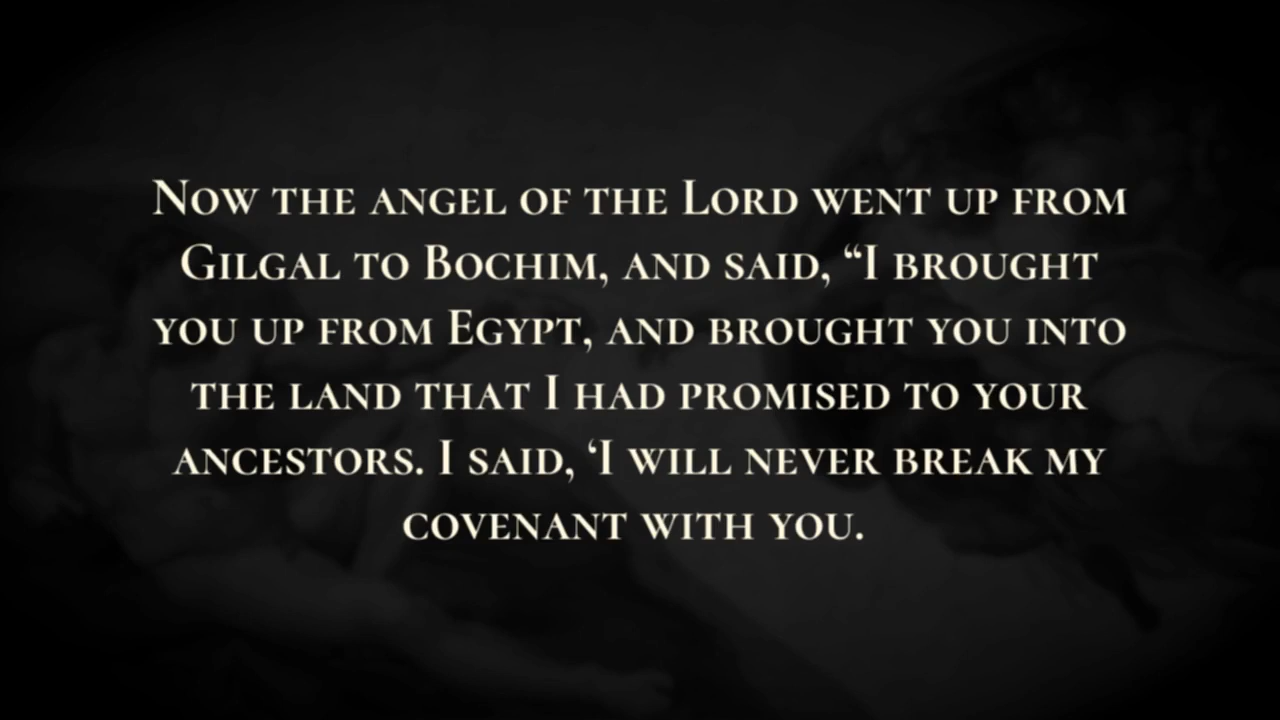 Now the angel of the Lord went up from
Gilgal to Bochim, and said, “I brought
you up from Egypt, and brought you into
the land that I had promised to your
ancestors. I said, ‘I will never break my
covenant with you.